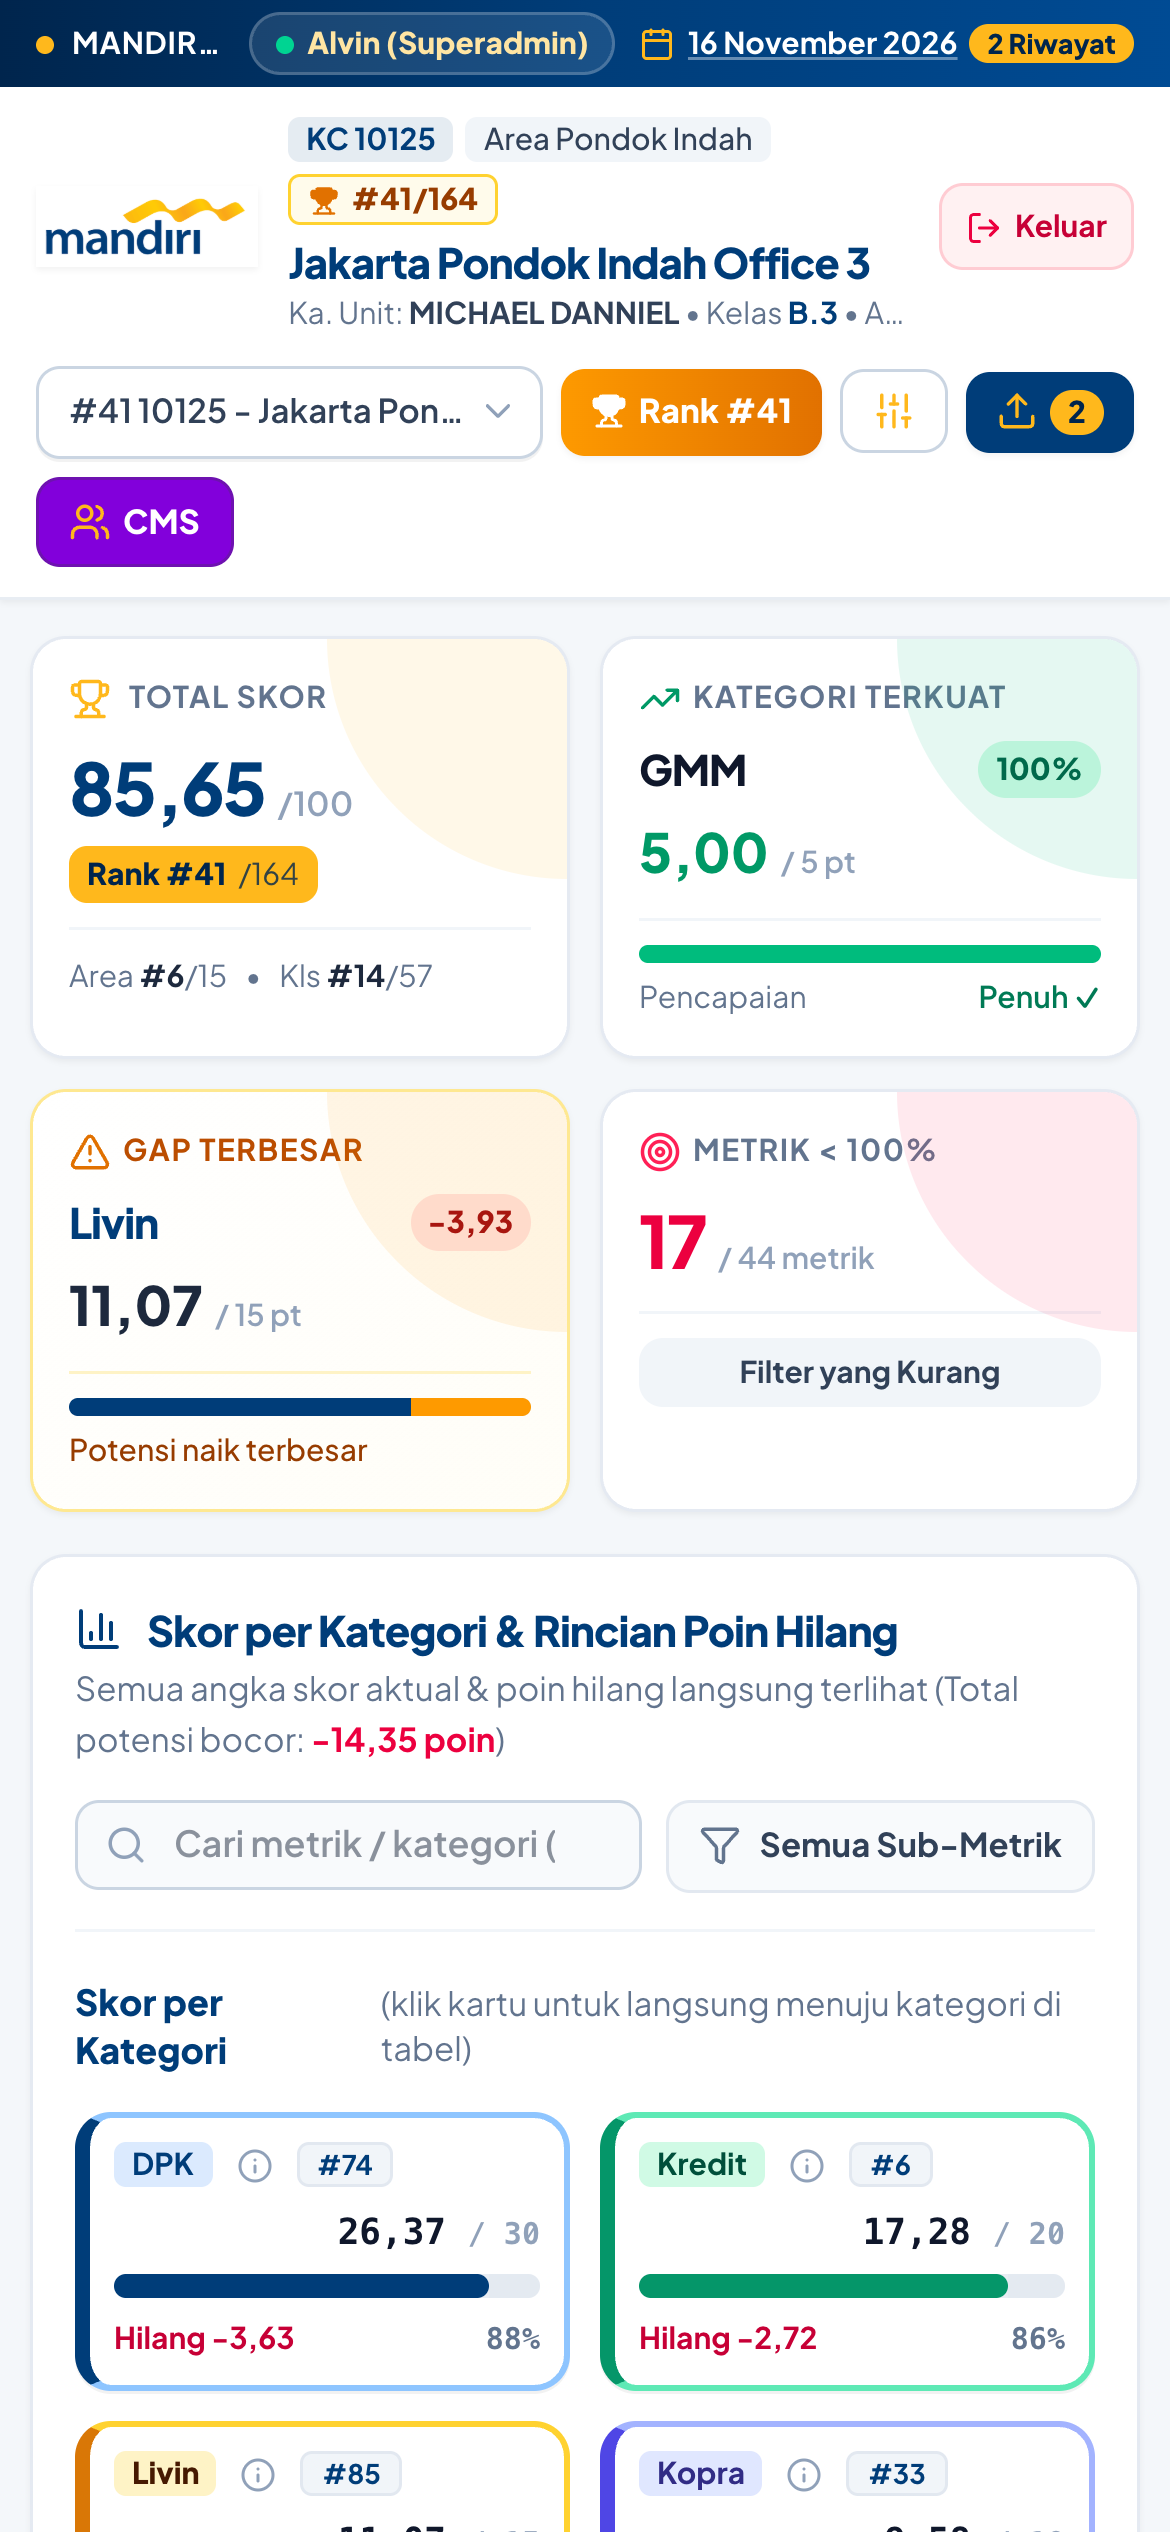 MANDIR...
Alvin (Superadmin)
16 November 2026
2 Riwayat
KC 10125
Area Pondok Indah
#41/164
mandiri
Jakarta Pondok Indah Office 3
Ka. Unit: MICHAEL DANNIEL • Kelas B.3 • A...
Keluar
#41 10125 - Jakarta Pon...
Rank #41
2
CMS
TOTAL SKOR
85,65 /100
Rank #41 /164
Area #6/15 • Kls #14/57
KATEGORI TERKUAT
GMM
100%
5,00 / 5 pt
Pencapaian
Penuh ✓
GAP TERBESAR
Livin
-3,93
11,07 / 15 pt
Potensi naik terbesar
METRIK < 100%
17 / 44 metrik
Filter yang Kurang
Skor per Kategori & Rincian Poin Hilang
Semua angka skor aktual & poin hilang langsung terlihat (Total
potensi bocor: -14,35 poin)
Cari metrik / kategori (
Semua Sub-Metrik
Skor per
Kategori
(klik kartu untuk langsung menuju kategori di
tabel)
DPK
#74
26,37 / 30
Hilang -3,63
88%
Kredit
#6
17,28 / 20
Hilang -2,72
86%
Livin
#85
Kopra
#33